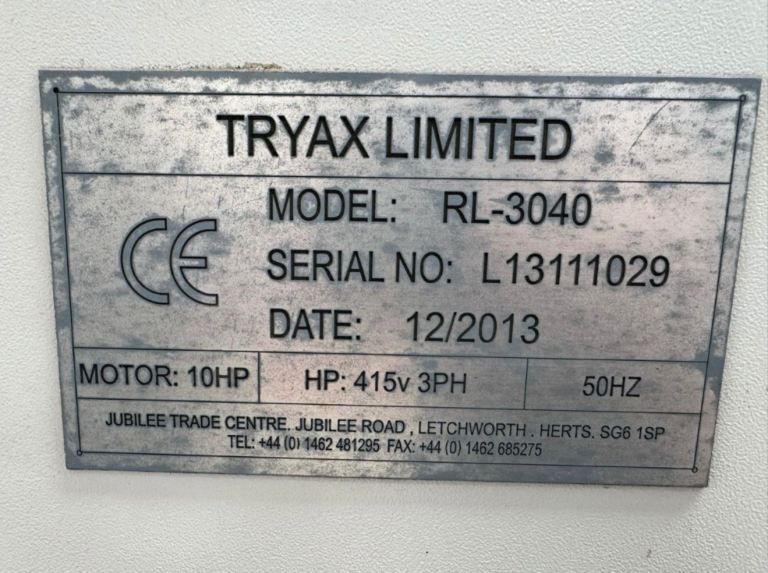 TRYAX LIMITED
CE
MODEL: RL-3040
SERIAL NO: L13111029
DATE: 12/2013
MOTOR: 10HP HP: 415v 3PH 50HZ
JUBILEE TRADE CENTRE. JUBILEE ROAD , LETCHWORTH . HERTS. SG6 1SP
TEL: +44 (0) 1462 481295 FAX: +44 (0) 1462 685275